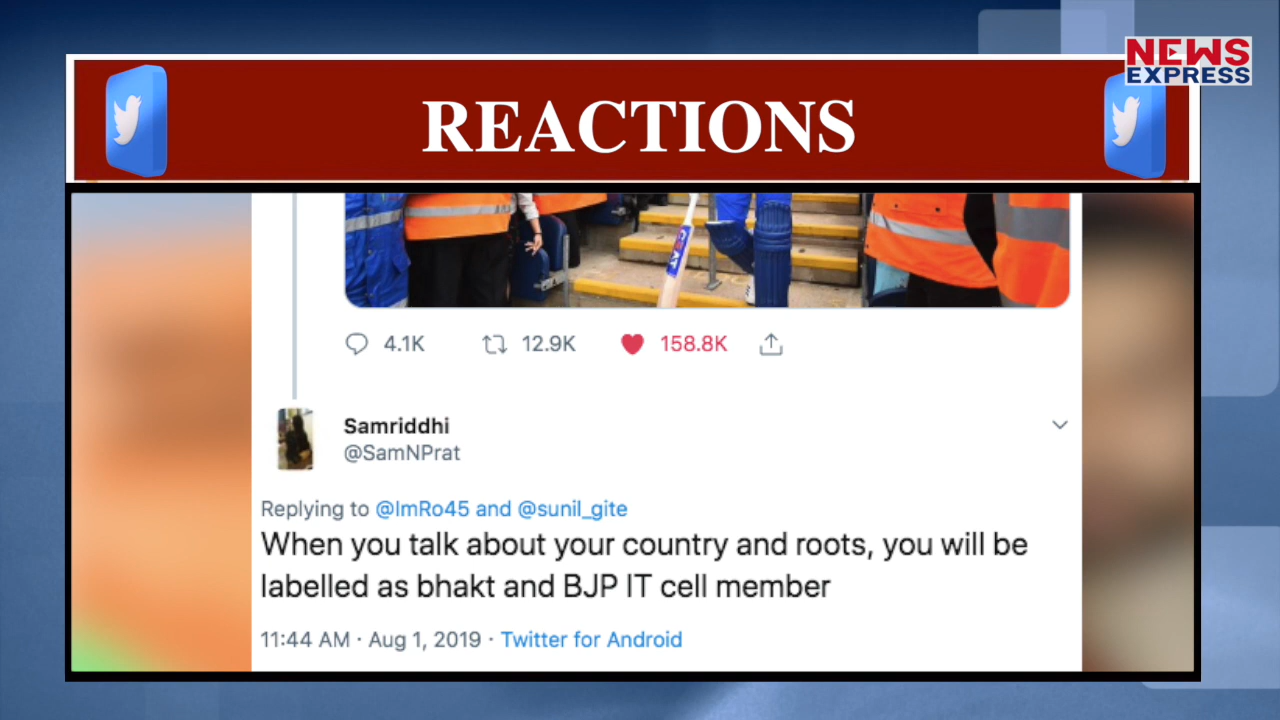 NEWS
EXPRESS
REACTIONS
CEAT
4.1K 12.9K 158.8K
Samriddhi
@SamNPrat
Replying to @ImRo45 and @sunil_gite
When you talk about your country and roots, you will be
labelled as bhakt and BJP IT cell member
11:44 AM · Aug 1, 2019 · Twitter for Android